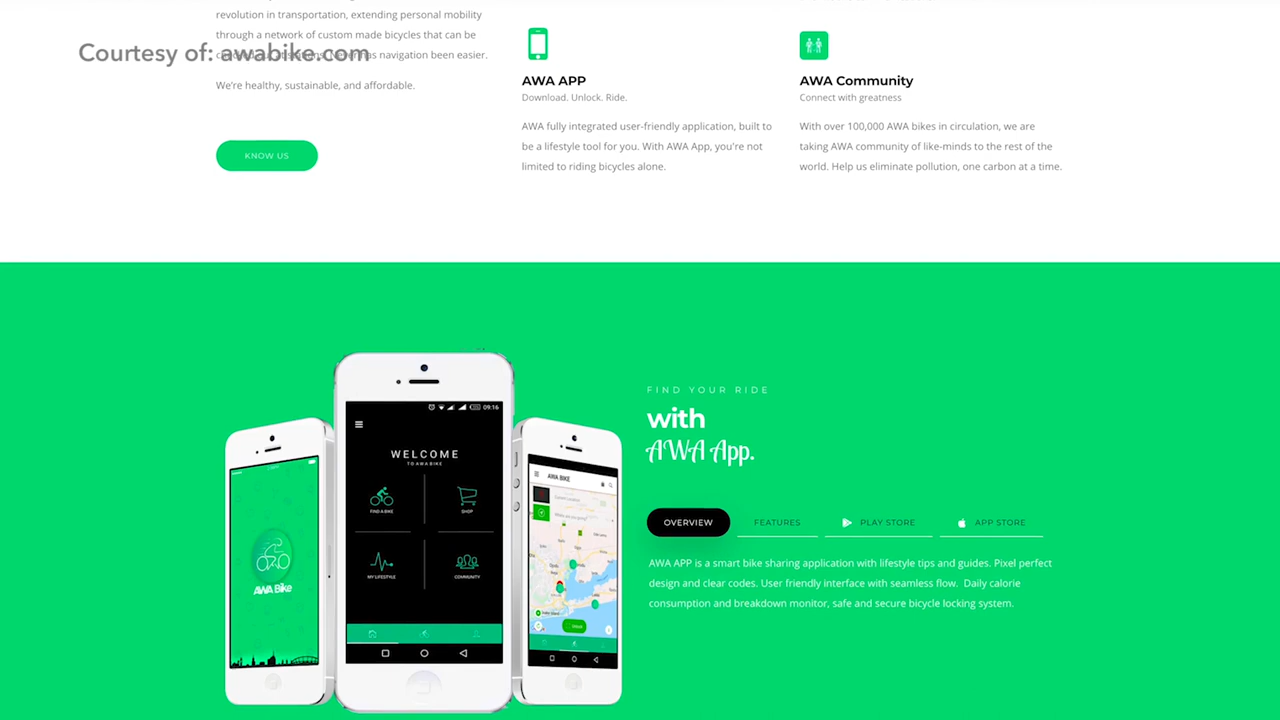 revolution in transportation, extending personal mobility
through a network of custom made bicycles that can be
has navigation been easier.
We're healthy, sustainable, and affordable.
Courtesy of: awabike.com
KNOW US
AWA APP
Download. Unlock. Ride.
AWA fully integrated user-friendly application, built to
be a lifestyle tool for you. With AWA App, you're not
limited to riding bicycles alone.
AWA Community
Connect with greatness
With over 100,000 AWA bikes in circulation, we are
taking AWA community of like-minds to the rest of the
world. Help us eliminate pollution, one carbon at a time.
AWA Bike
09:16
WELCOME
TO AWA BIKE
FIND A BIKE
SHOP
MY LIFESTYLE
COMMUNITY
AWA BIKE
FIND YOUR RIDE
with
AWA App.
OVERVIEW
FEATURES
PLAY STORE
APP STORE
AWA APP is a smart bike sharing application with lifestyle tips and guides. Pixel perfect
design and clear codes. User friendly interface with seamless flow. Daily calorie
consumption and breakdown monitor, safe and secure bicycle locking system.